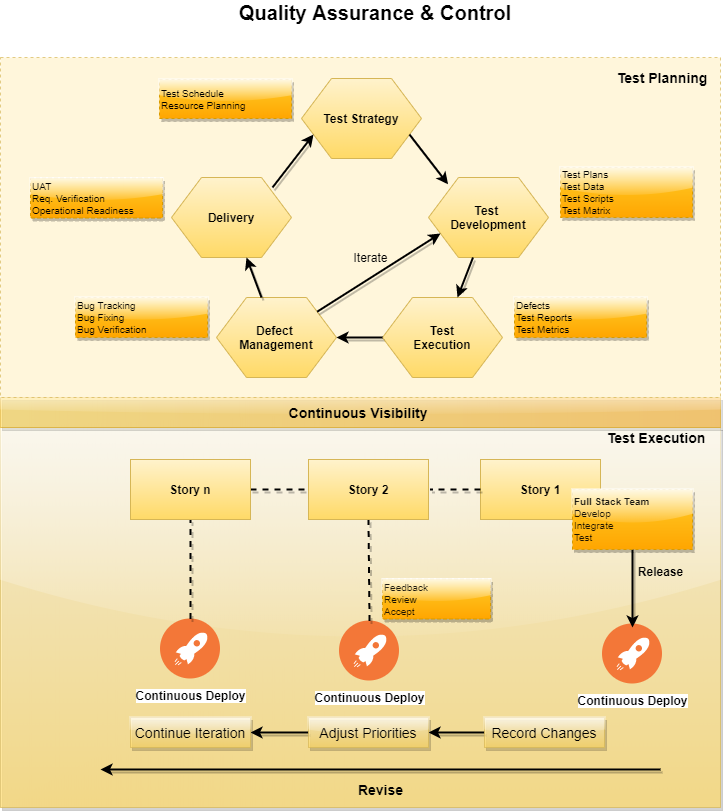 Quality Assurance & Control
Test Planning
Test Schedule
Resource Planning
Test Strategy
UAT
Req. Verification
Operational Readiness
Delivery
Test
Development
Test Plans
Test Data
Test Scripts
Test Matrix
Iterate
Bug Tracking
Bug Fixing
Bug Verification
Defect
Management
Test
Execution
Defects
Test Reports
Test Metrics
Continuous Visibility
Test Execution
Story n
Story 2
Story 1
Full Stack Team
Develop
Integrate
Test
Release
Feedback
Review
Accept
Continuous Deploy
Continuous Deploy
Continuous Deploy
Continue Iteration
Adjust Priorities
Record Changes
Revise